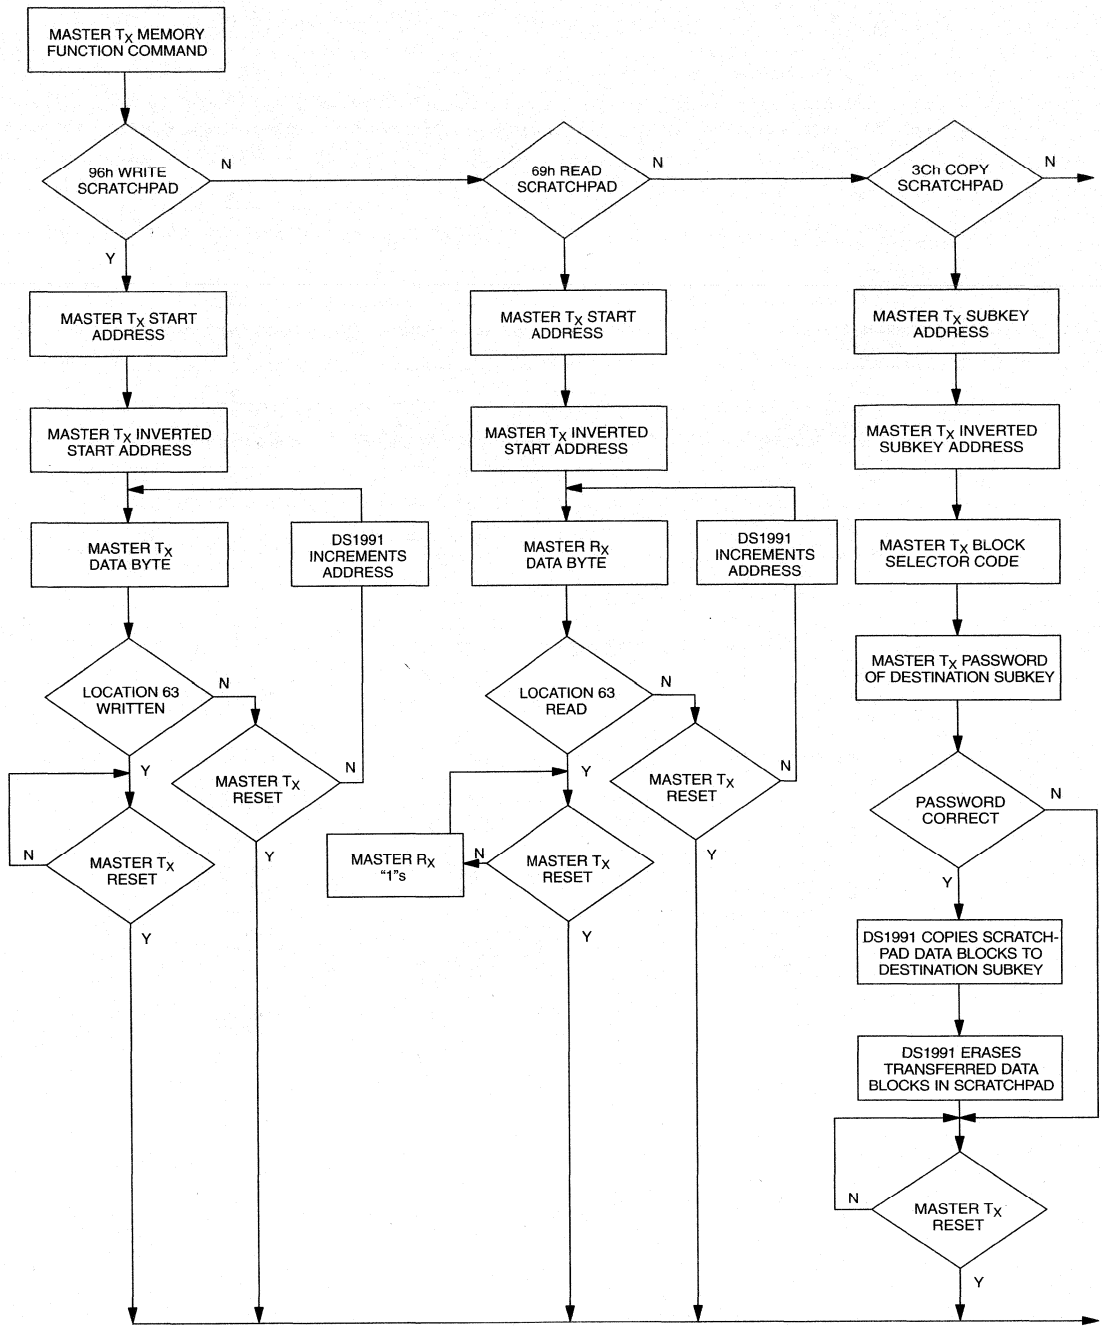 MASTER TX MEMORY
FUNCTION COMMAND
96h WRITE
SCRATCHPAD
N
Y
MASTER TX START
ADDRESS
MASTER TX INVERTED
START ADDRESS
MASTER TX
DATA BYTE
DS1991
INCREMENTS
ADDRESS
LOCATION 63
WRITTEN
N
Y
MASTER TX
RESET
N
Y
MASTER TX
RESET
N
Y
69h READ
SCRATCHPAD
N
MASTER TX START
ADDRESS
MASTER TX INVERTED
START ADDRESS
MASTER RX
DATA BYTE
DS1991
INCREMENTS
ADDRESS
LOCATION 63
READ
N
Y
MASTER TX
RESET
N
Y
MASTER RX
“1”s
N
MASTER TX
RESET
Y
3Ch COPY
SCRATCHPAD
N
MASTER TX SUBKEY
ADDRESS
MASTER TX INVERTED
SUBKEY ADDRESS
MASTER TX BLOCK
SELECTOR CODE
MASTER TX PASSWORD
OF DESTINATION SUBKEY
PASSWORD
CORRECT
N
Y
DS1991 COPIES SCRATCH-
PAD DATA BLOCKS TO
DESTINATION SUBKEY
DS1991 ERASES
TRANSFERRED DATA
BLOCKS IN SCRATCHPAD
MASTER TX
RESET
N
Y